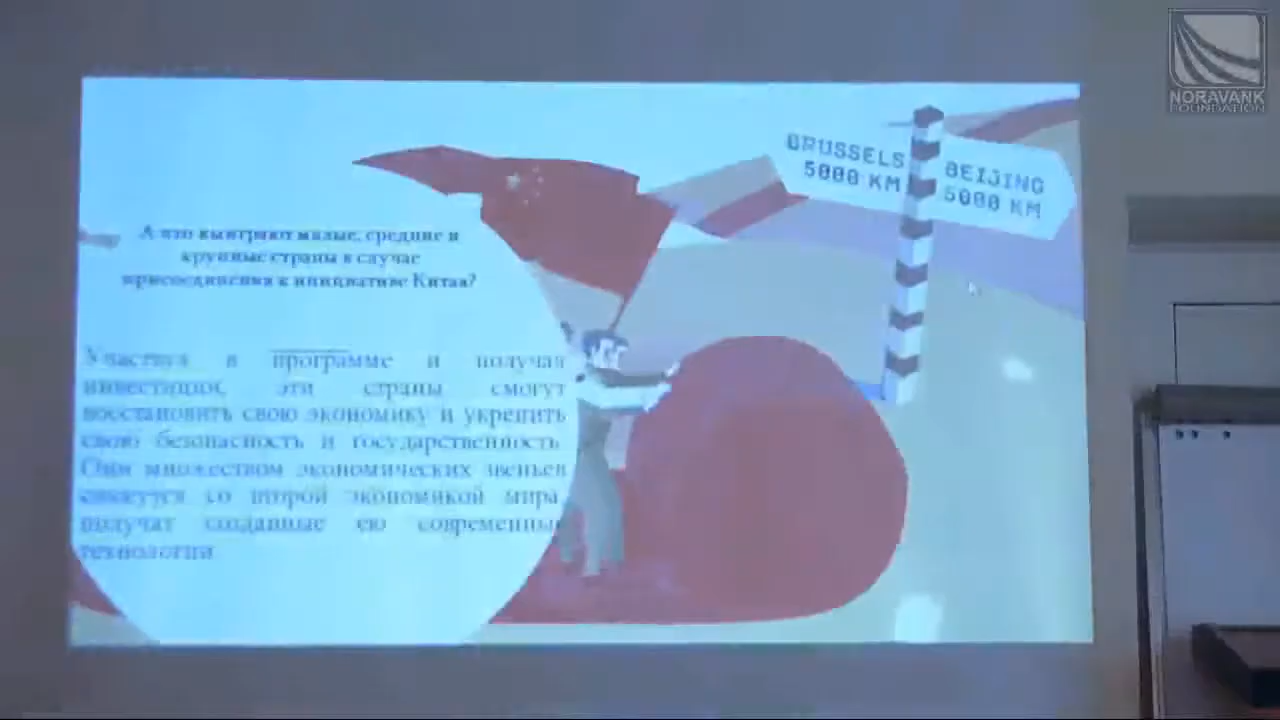 NORAVANK
FOUNDATION
BRUSSELS
5000 KM
BEIJING
5000 KM
А что выиграют малые, средние и
крупные страны в случае
присоединения к инициативе Китая?
Участвуя в программе и получая
инвестиции, эти страны смогут
восстановить свою экономику и укрепить
свою безопасность и государственность.
Они множеством экономических звеньев
свяжутся со второй экономикой мира,
получат созданные ею современные
технологии